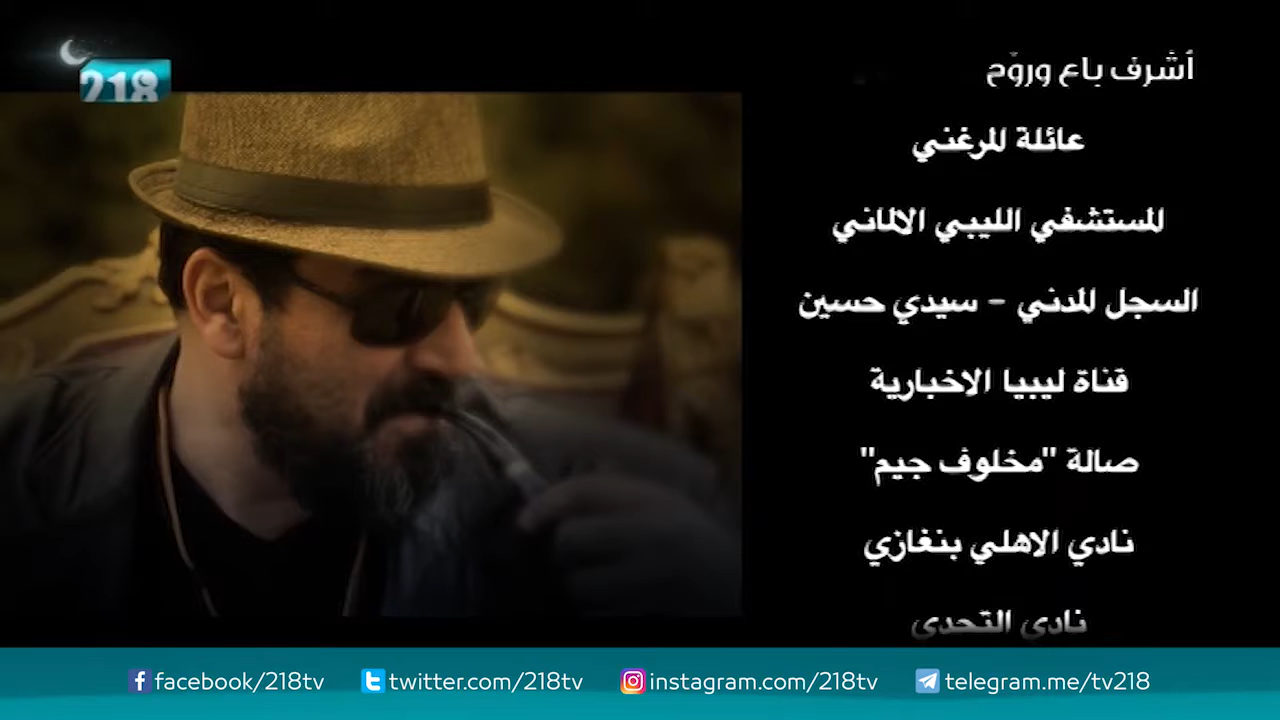 218
أشرف باع وروّح
عائلة المرغني
المستشفي الليبي الالماني
السجل المدني - سيدي حسين
قناة ليبيا الاخبارية
صالة "مخلوف جيم"
نادي الاهلي بنغازي
نادي التحدي
facebook/218tv twitter.com/218tv instagram.com/218tv telegram.me/tv218